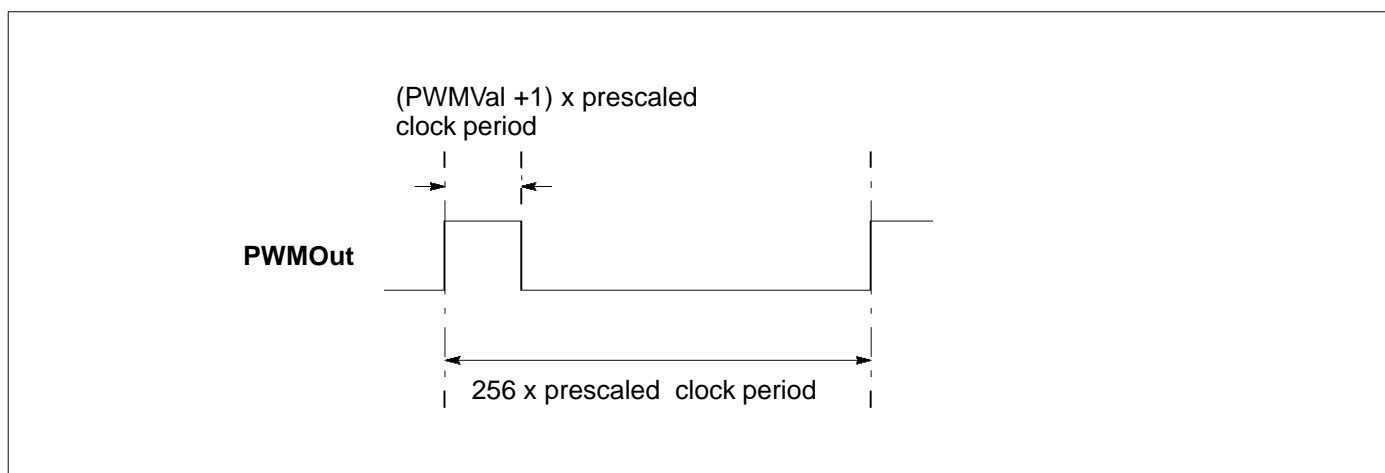 (PWMVal +1) x prescaled
clock period
PWMOut
256 x prescaled clock period